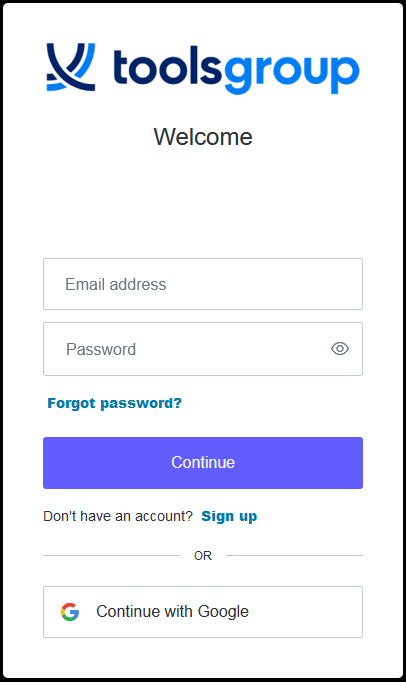 toolsgroup
Welcome
Email address
Password
Forgot password?
Continue
Don't have an account? Sign up
OR
Continue with Google